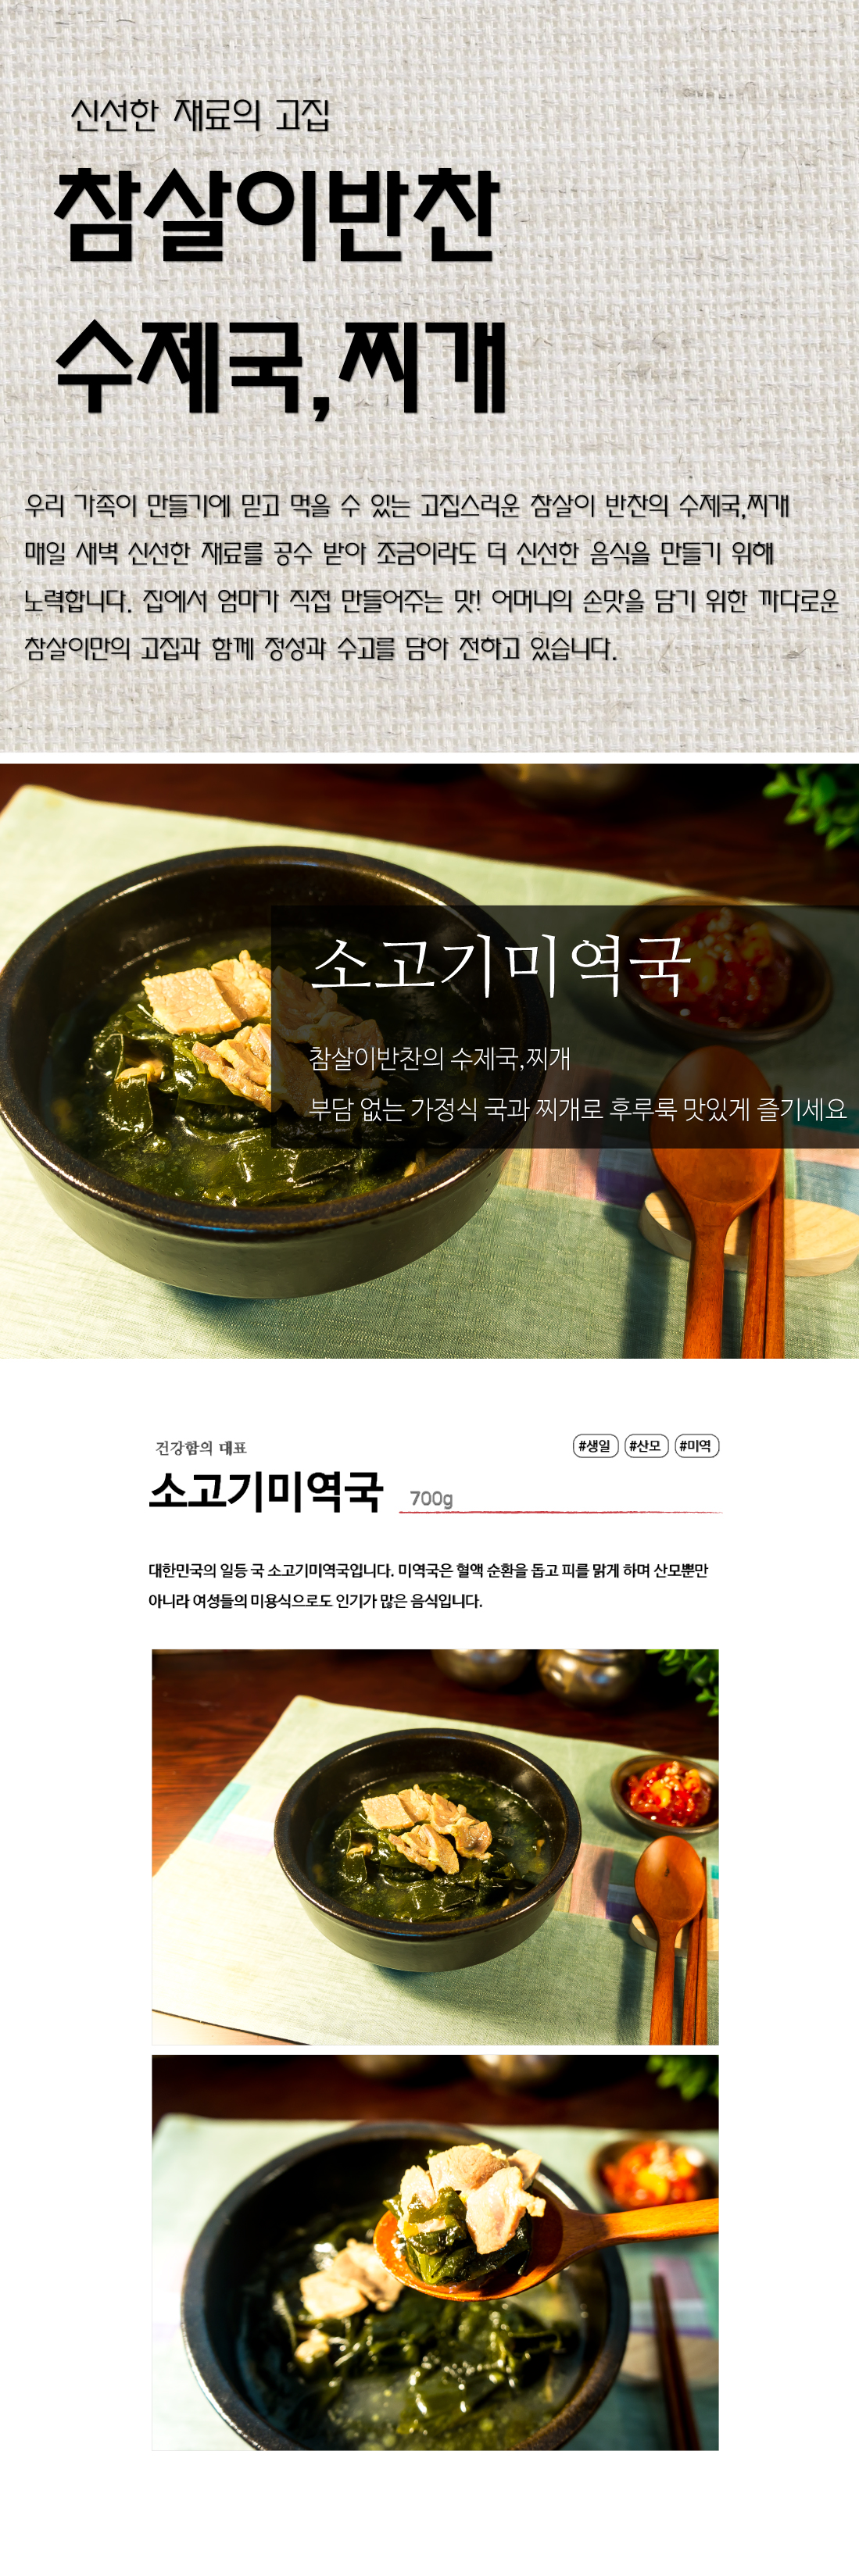 신선한 재료의 고집
참살이반찬
수제국,찌개
우리 가족이 만들기에 믿고 먹을 수 있는 고집스러운 참살이 반찬의 수제국,찌개
매일 새벽 신선한 재료를 공수 받아 조금이라도 더 신선한 음식을 만들기 위해
노력합니다. 집에서 엄마가 직접 만들어주는 맛! 어머니의 손맛을 담기 위한 까다로운
참살이만의 고집과 함께 정성과 수고를 담아 전하고 있습니다.
소고기미역국
참살이반찬의 수제국,찌개
부담 없는 가정식 국과 찌개로 후루룩 맛있게 즐기세요
건강함의 대표
#생일 #산모 #미역
소고기미역국 700g
대한민국의 일등 국 소고기미역국입니다. 미역국은 혈액 순환을 돕고 피를 맑게 하며 산모뿐만
아니라 여성들의 미용식으로도 인기가 많은 음식입니다.